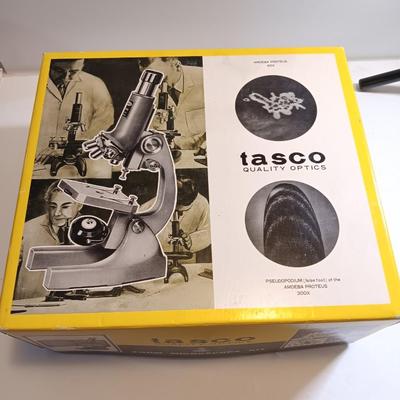 AMOEBA PROTEUS
tasco
QUALITY OPTICS
PSEUDOPODIUM (false foot) of the
AMOEBA PROTEUS
300X
tasco